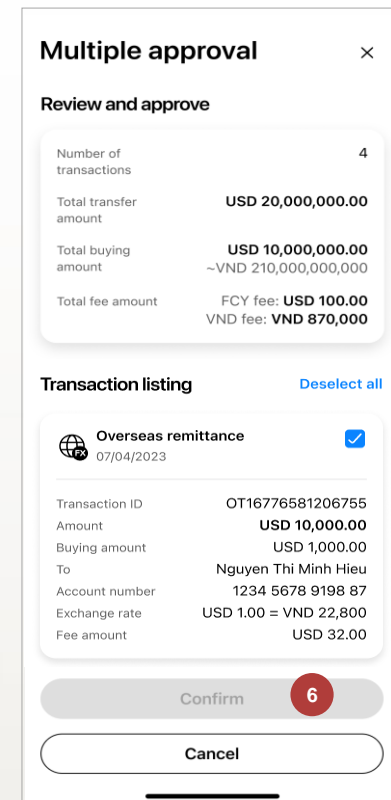 Multiple approval
Review and approve
Number of transactions 4
Total transfer amount USD 20,000,000.00
Total buying amount USD 10,000,000.00
~VND 210,000,000,000
Total fee amount FCY fee: USD 100.00
VND fee: VND 870,000
Transaction listing Deselect all
FX Overseas remittance
07/04/2023
Transaction ID OT16776581206755
Amount USD 10,000.00
Buying amount USD 1,000.00
To Nguyen Thi Minh Hieu
Account number 1234 5678 9198 87
Exchange rate USD 1.00 = VND 22,800
Fee amount USD 32.00
Confirm 6
Cancel